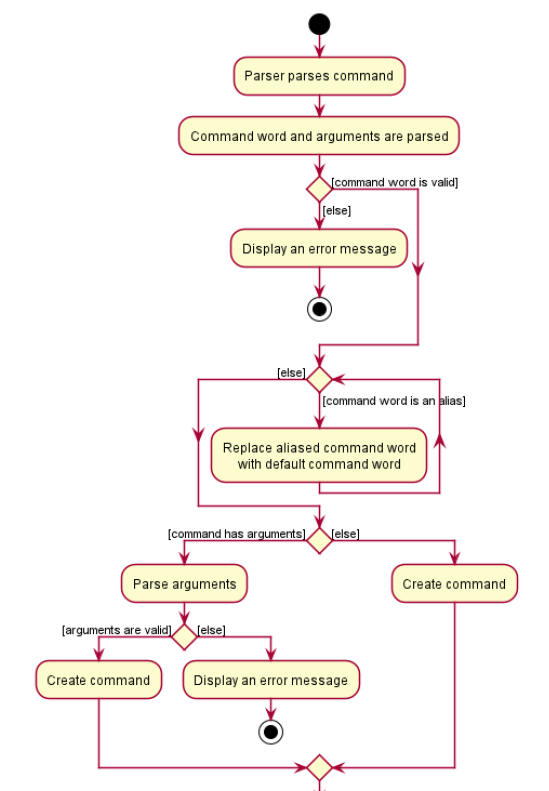 Parser parses command
Command word and arguments are parsed
[command word is valid]
[else]
Display an error message
[else]
[command word is an alias]
Replace aliased command word
with default command word
[command has arguments]
[else]
Parse arguments
Create command
[arguments are valid]
[else]
Create command
Display an error message